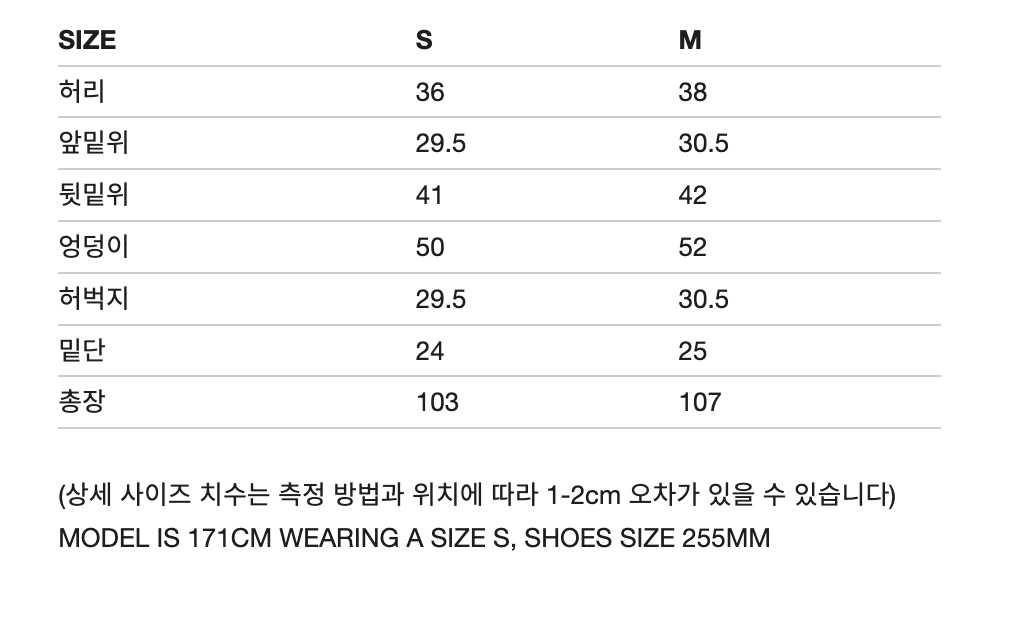 SIZE S M
허리 36 38
앞밑위 29.5 30.5
뒷밑위 41 42
엉덩이 50 52
허벅지 29.5 30.5
밑단 24 25
총장 103 107
(상세 사이즈 치수는 측정 방법과 위치에 따라 1-2cm 오차가 있을 수 있습니다)
MODEL IS 171CM WEARING A SIZE S, SHOES SIZE 255MM